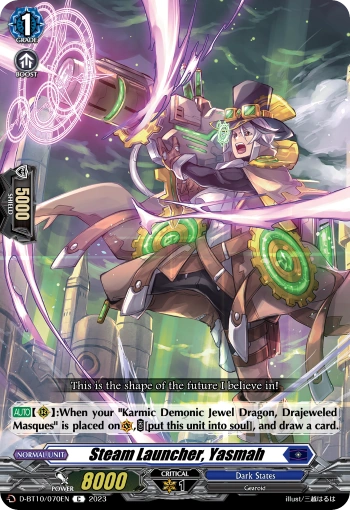 1
GRADE
BOOST
5000
SHIELD
This is the shape of the future I believe in!
AUTO【】:When your "Karmic Demonic Jewel Dragon, Drajeweled
Masques" is placed on, [put this unit into soul], and draw a card.
NORMAL UNIT
Steam Launcher, Yasmah
POWER
8000
CRITICAL
1
Dark States
Gearoid
D-BT10/070EN C 2023
illust/三越はるは